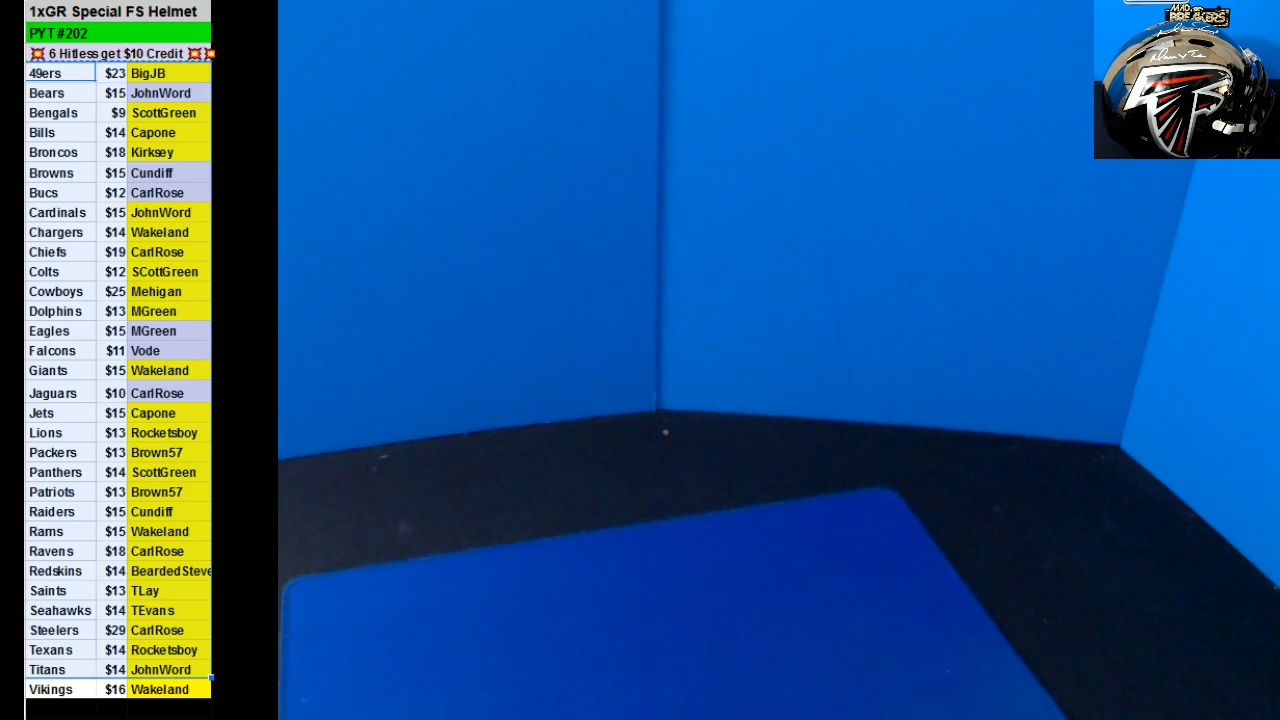 1xGR Special FS Helmet
PYT #202
💥 6 Hitless get $10 Credit 💥💥
49ers $23 BigJB
Bears $15 JohnWord
Bengals $9 ScottGreen
Bills $14 Capone
Broncos $18 Kirksey
Browns $15 Cundiff
Bucs $12 CarlRose
Cardinals $15 JohnWord
Chargers $14 Wakeland
Chiefs $19 CarlRose
Colts $12 SCottGreen
Cowboys $25 Mehigan
Dolphins $13 MGreen
Eagles $15 MGreen
Falcons $11 Vode
Giants $15 Wakeland
Jaguars $10 CarlRose
Jets $15 Capone
Lions $13 Rocketsboy
Packers $13 Brown57
Panthers $14 ScottGreen
Patriots $13 Brown57
Raiders $15 Cundiff
Rams $15 Wakeland
Ravens $18 CarlRose
Redskins $14 BeardedSteve
Saints $13 TLay
Seahawks $14 TEvans
Steelers $29 CarlRose
Texans $14 Rocketsboy
Titans $14 JohnWord
Vikings $16 Wakeland
MAD
BREAKERS